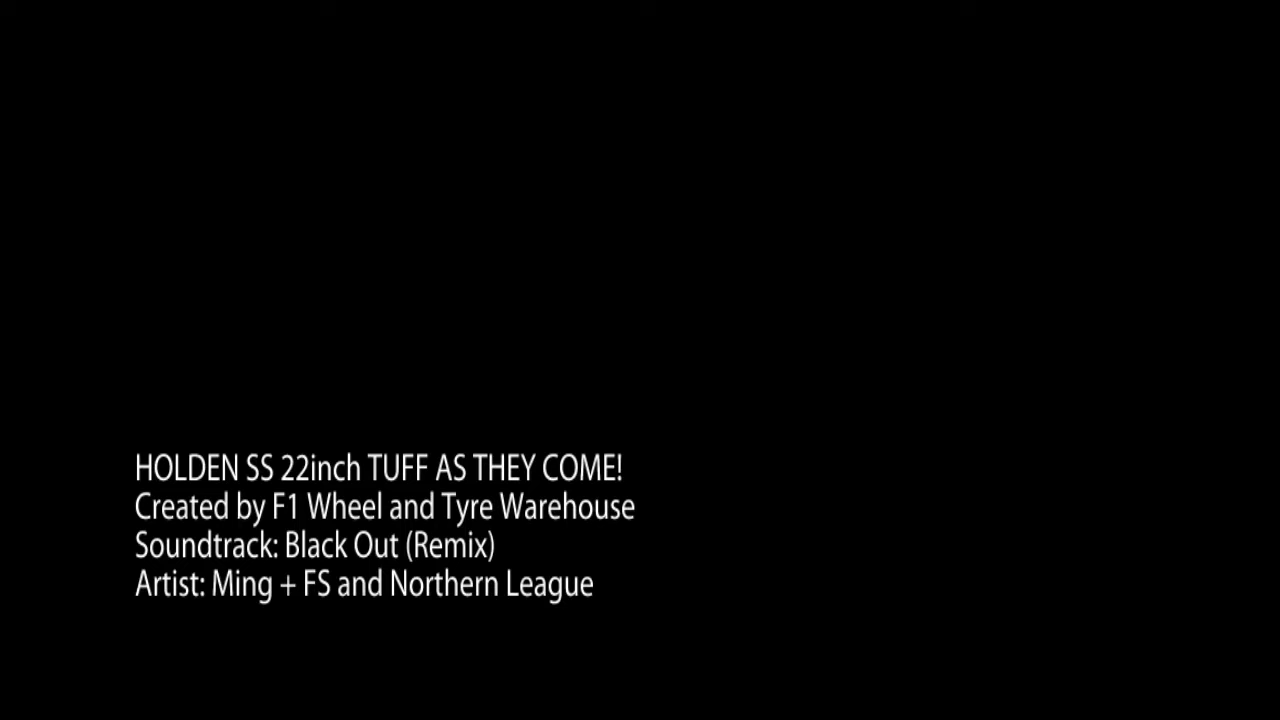 HOLDEN SS 22inch TUFF AS THEY COME!
Created by F1 Wheel and Tyre Warehouse
Soundtrack: Black Out (Remix)
Artist: Ming + FS and Northern League